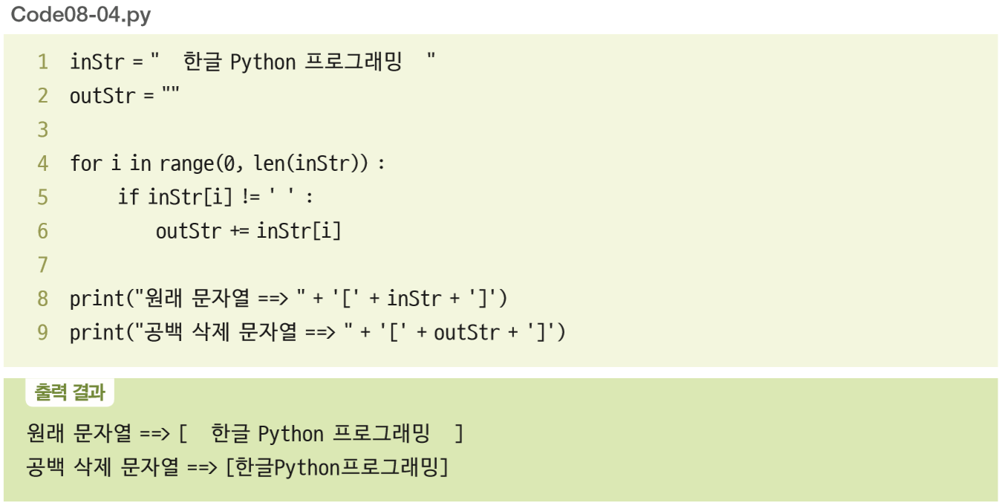 Code08-04.py
1 inStr = "  한글 Python 프로그래밍  "
2 outStr = ""
3
4 for i in range(0, len(inStr)) :
5     if inStr[i] != ' ' :
6         outStr += inStr[i]
7
8 print("원래 문자열 ==> " + '[' + inStr + ']')
9 print("공백 삭제 문자열 ==> " + '[' + outStr + ']')
출력 결과
원래 문자열 ==> [  한글 Python 프로그래밍  ]
공백 삭제 문자열 ==> [한글Python프로그래밍]